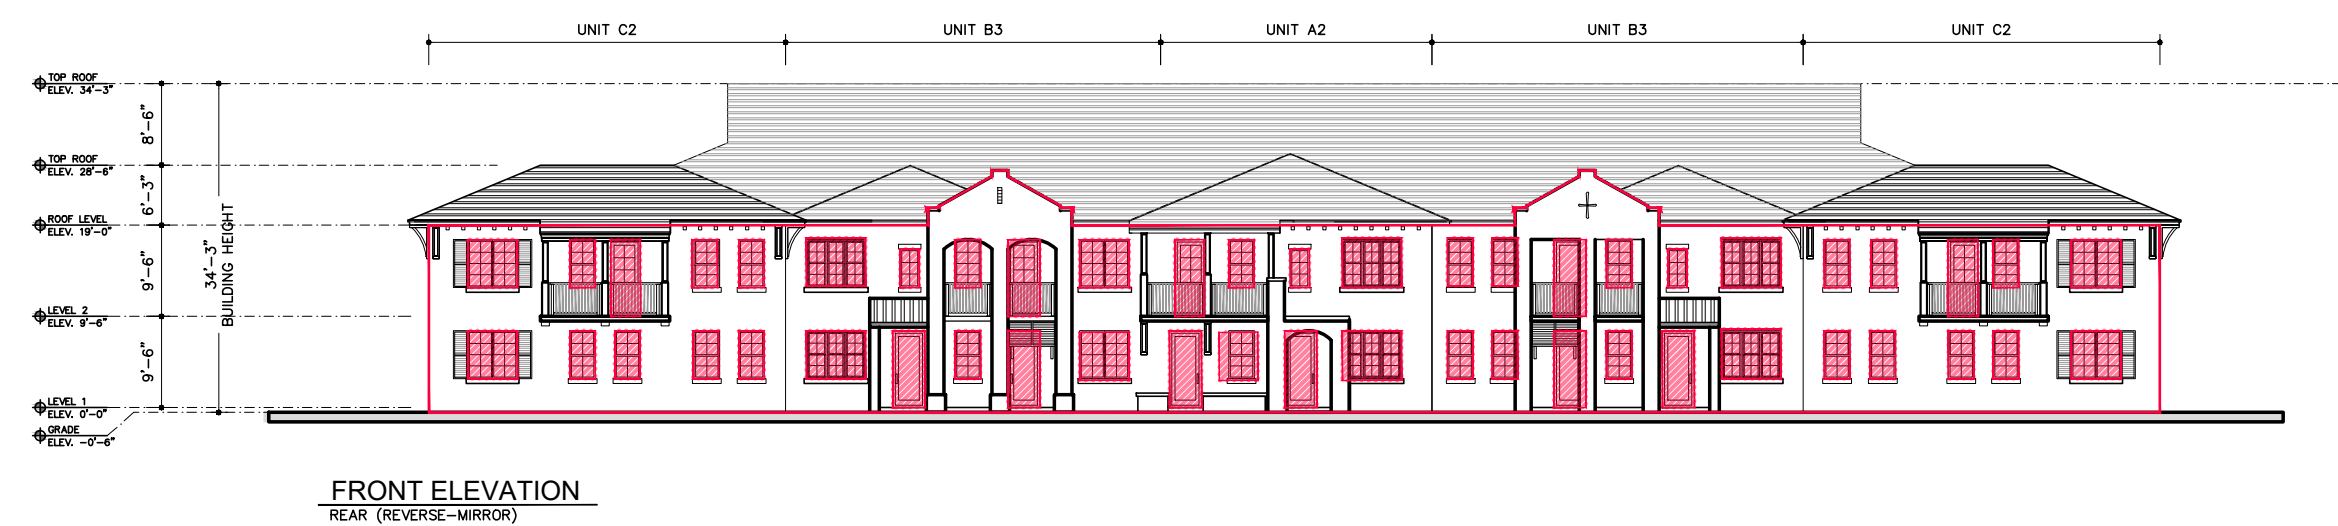 UNIT C2
UNIT B3
UNIT A2
UNIT B3
UNIT C2
TOP ROOF
ELEV. 34'-3"
8'-6"
TOP ROOF
ELEV. 28'-6"
6'-3"
ROOF LEVEL
ELEV. 19'-0"
9'-6"
34'-3"
BUILDING HEIGHT
LEVEL 2
ELEV. 9'-6"
9'-6"
LEVEL 1
ELEV. 0'-0"
GRADE
ELEV. -0'-6"
FRONT ELEVATION
REAR (REVERSE-MIRROR)